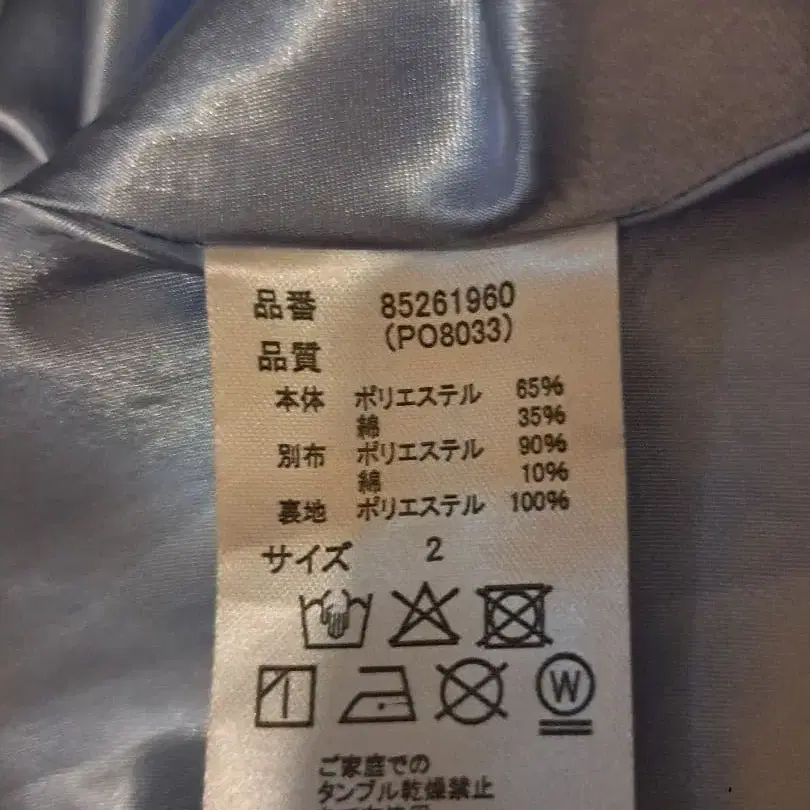 品番 85261960
(PO8033)
品質
本体 ポリエステル 65%
綿 35%
別布 ポリエステル 90%
綿 10%
裏地 ポリエステル 100%
サイズ 2
W
ご家庭での
タンブル乾燥禁止